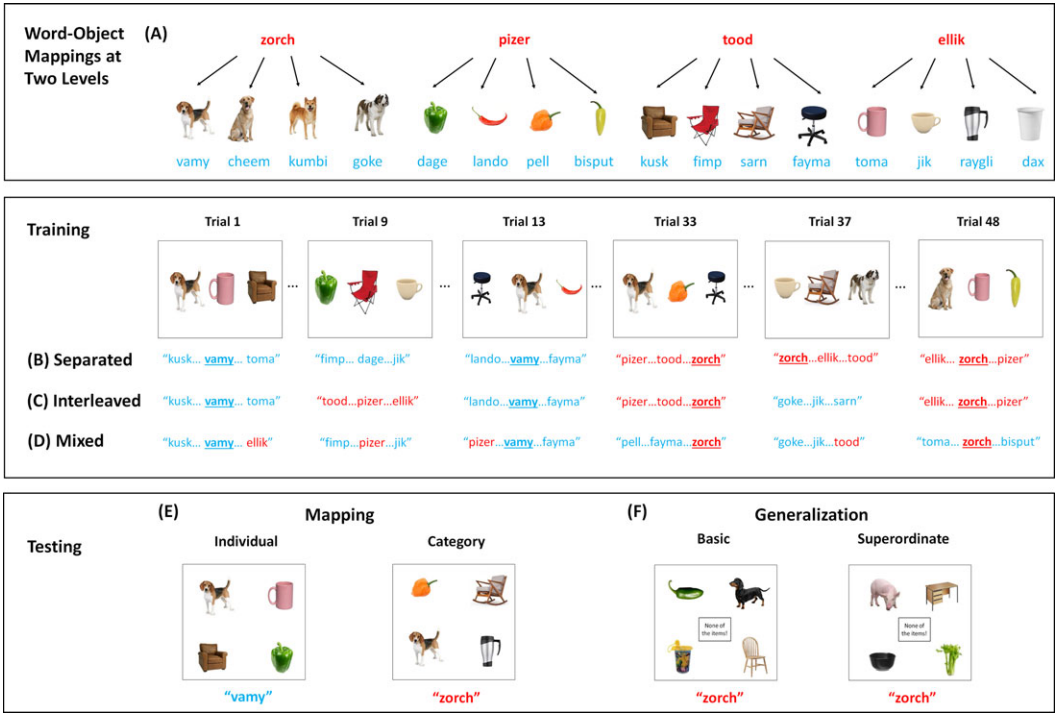 Word-Object
Mappings at
Two Levels
(A)
zorch pizer tood ellik
vamy cheem kumbi goke dage lando pell bisput kusk fimp sarn fayma toma jik raygli dax
Training
Trial 1 Trial 9 Trial 13 Trial 33 Trial 37 Trial 48
... ... ... ... ...
(B) Separated "kusk... vamy... toma" "fimp... dage...jik" "lando...vamy...fayma" "pizer...tood...zorch" "zorch...ellik...tood" "ellik... zorch...pizer"
(C) Interleaved "kusk... vamy... toma" "tood...pizer...ellik" "lando...vamy...fayma" "pizer...tood...zorch" "goke...jik...sarn" "ellik... zorch...pizer"
(D) Mixed "kusk... vamy... ellik" "fimp...pizer...jik" "pizer...vamy...fayma" "pell...fayma...zorch" "goke...jik...tood" "toma... zorch...bisput"
Testing
(E) Mapping
Individual Category
"vamy" "zorch"
(F) Generalization
Basic Superordinate
None of
the items!
None of
the items!
"zorch" "zorch"